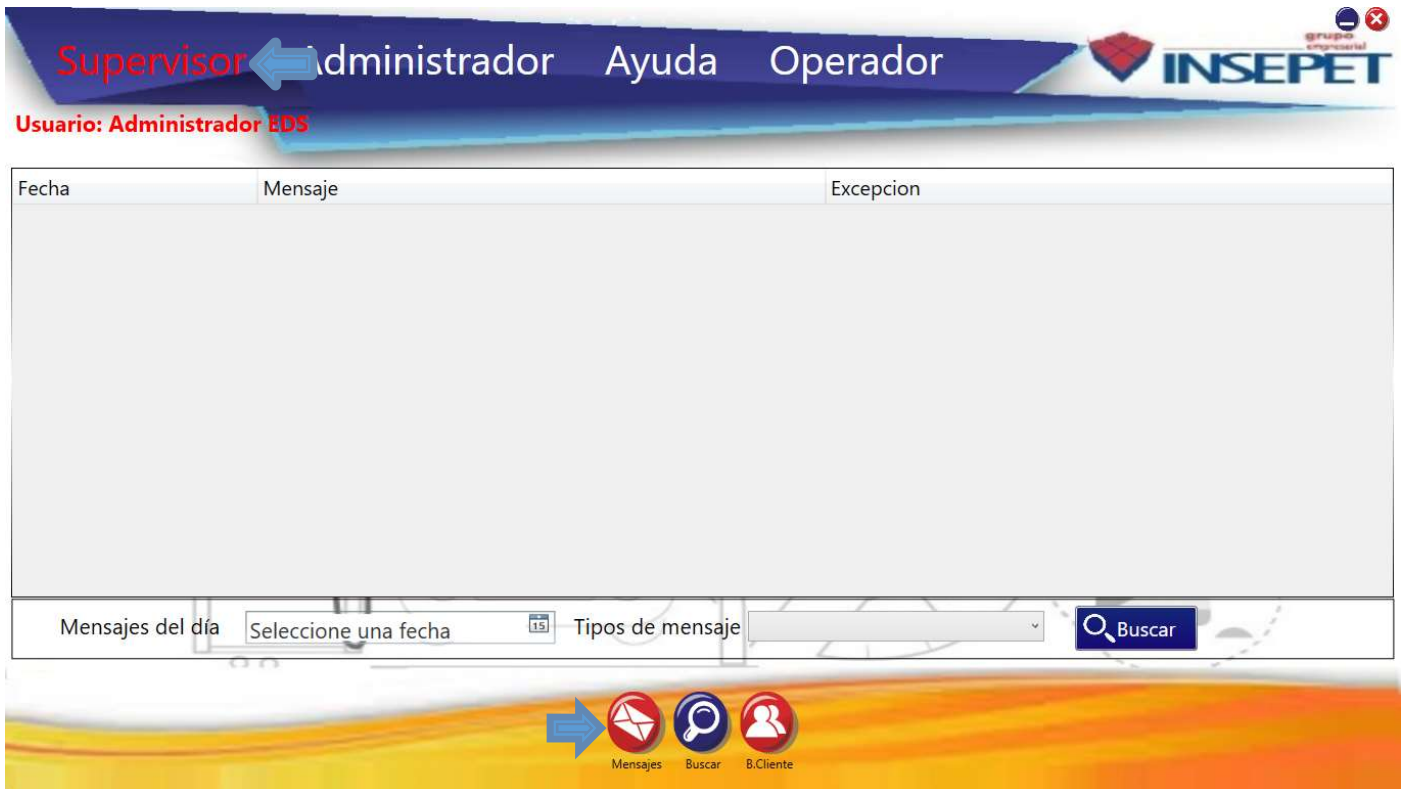 grupo
empresarial
INSEPET
Supervisor Administrador Ayuda Operador
Usuario: Administrador EDS
Fecha Mensaje Excepcion
Mensajes del día Seleccione una fecha 15 Tipos de mensaje Buscar
Mensajes Buscar B.Cliente